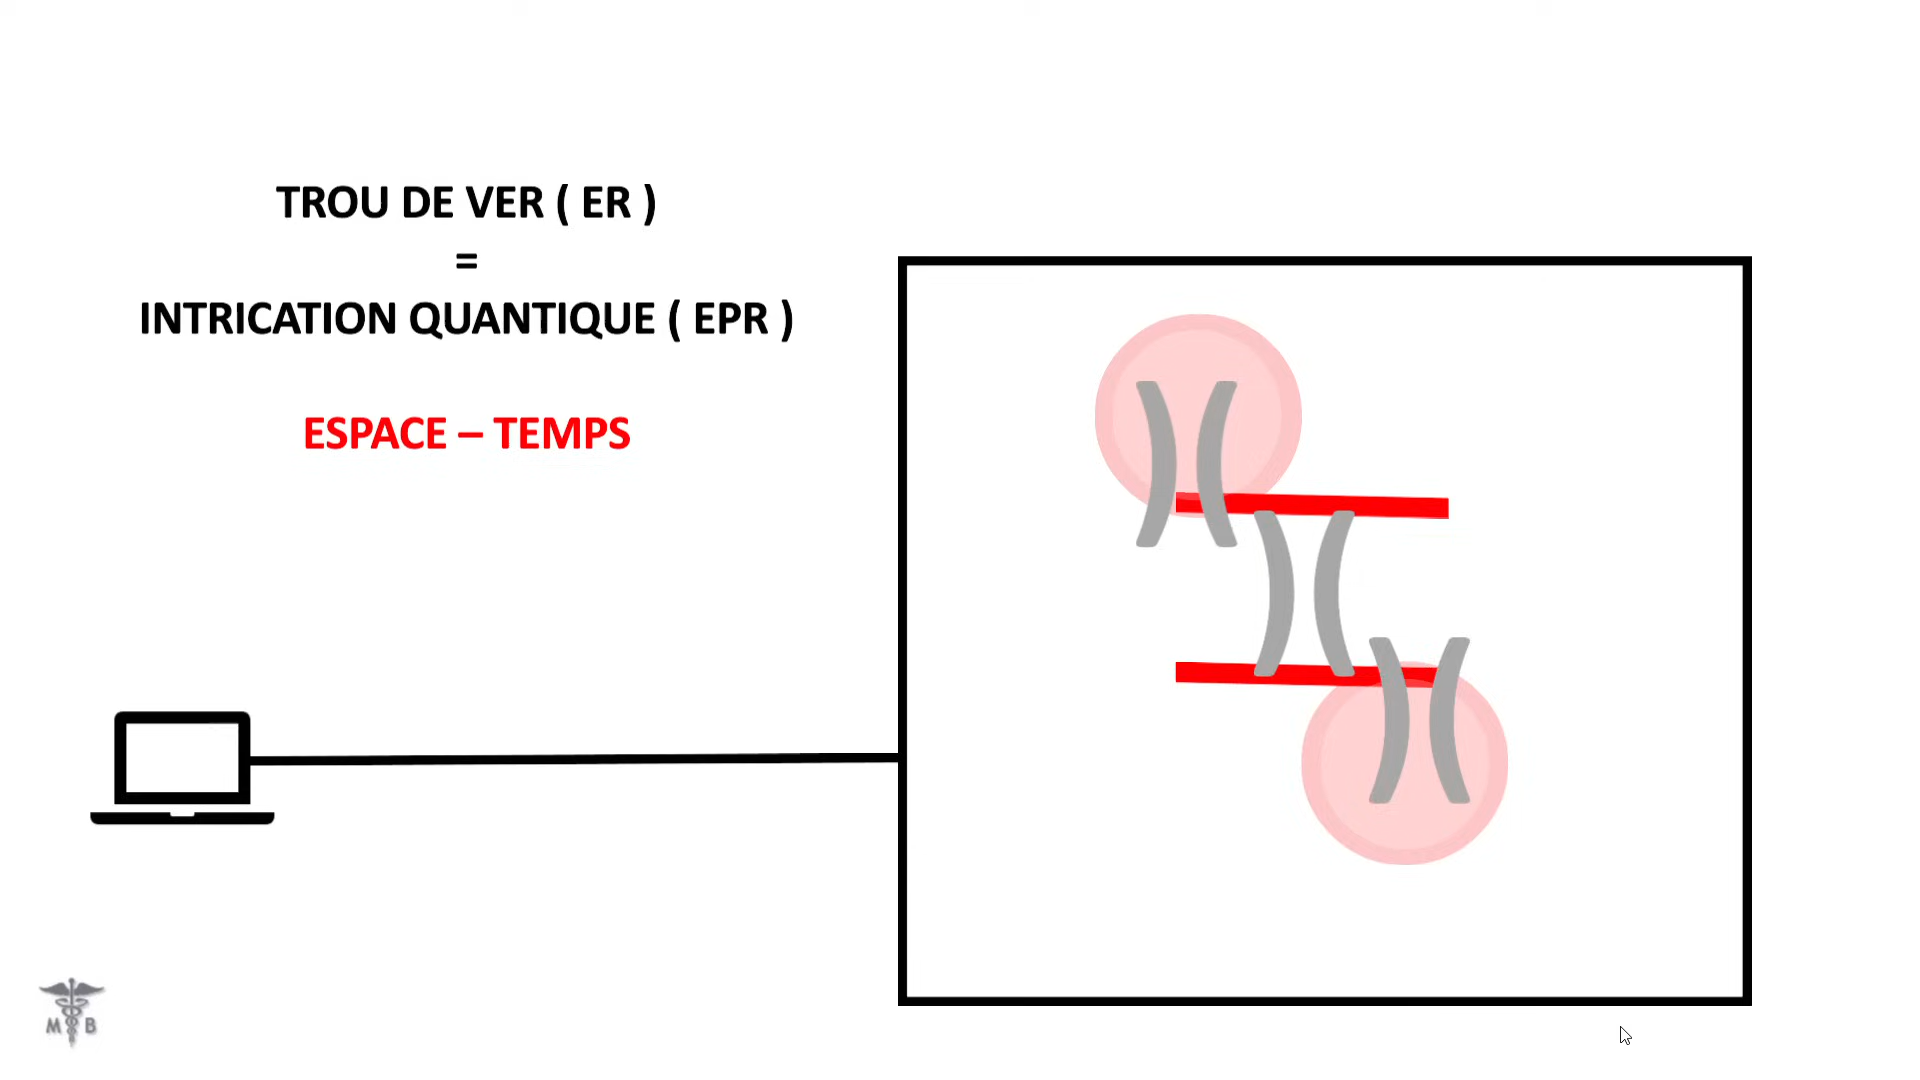 TROU DE VER ( ER )
=
INTRICATION QUANTIQUE ( EPR )
ESPACE – TEMPS
M B